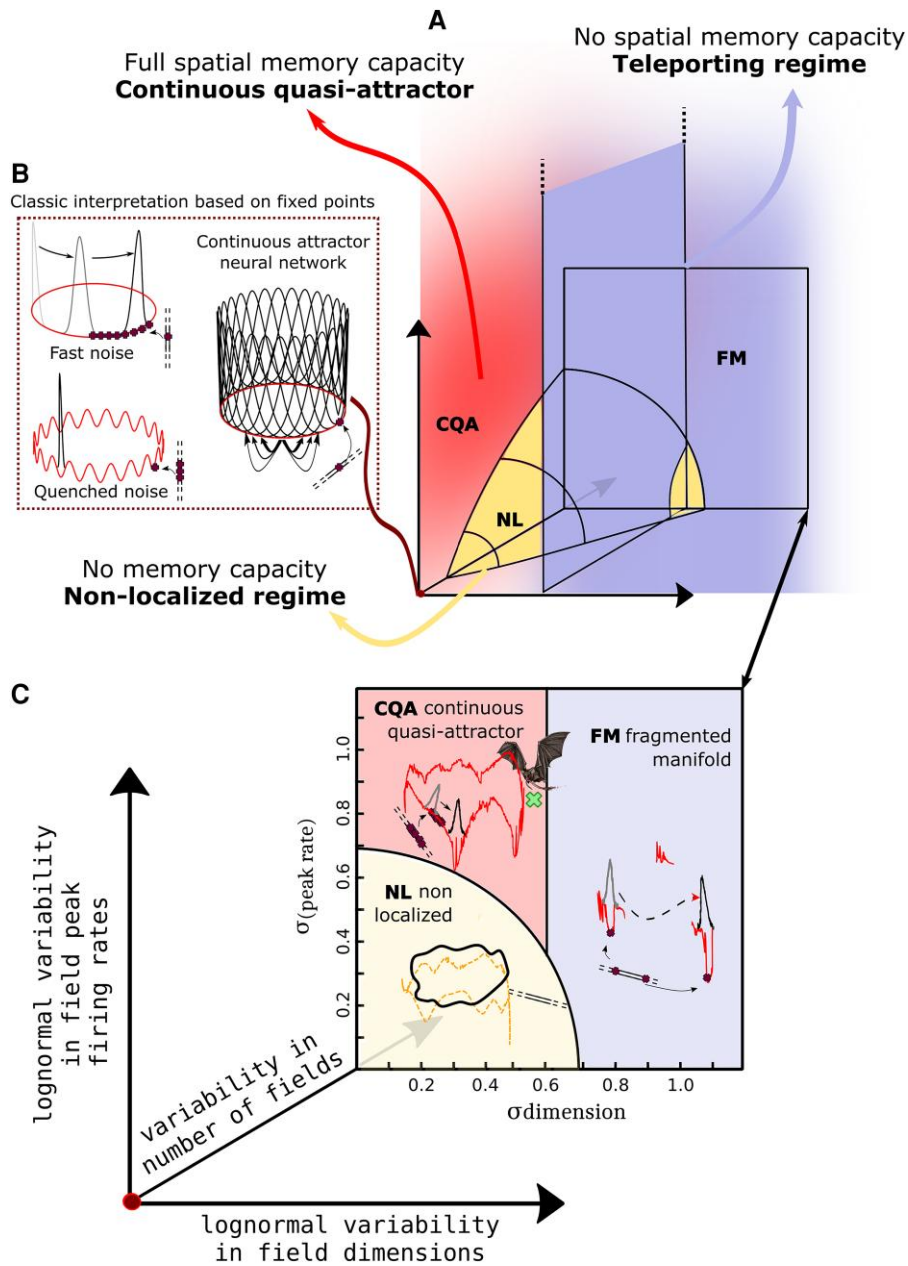 A
Full spatial memory capacity
Continuous quasi-attractor
No spatial memory capacity
Teleporting regime
B
Classic interpretation based on fixed points
Continuous attractor
neural network
Fast noise
Quenched noise
CQA
NL
FM
No memory capacity
Non-localized regime
C
CQA continuous
quasi-attractor
FM fragmented
manifold
NL non
localized
σ(peak rate)
1.0
0.8
0.6
0.4
0.2
0.2 0.4 0.6 0.8 1.0
σdimension
lognormal variability
in field peak
firing rates
variability in
number of fields
lognormal variability
in field dimensions